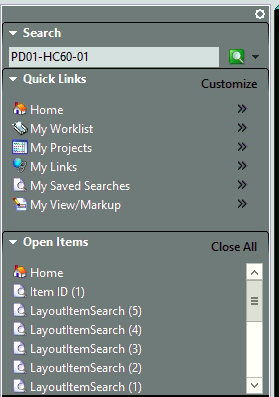 Search
PD01-HC60-01
Quick Links Customize
Home
My Worklist
My Projects
My Links
My Saved Searches
My View/Markup
Open Items Close All
Home
Item ID (1)
LayoutItemSearch (5)
LayoutItemSearch (4)
LayoutItemSearch (3)
LayoutItemSearch (2)
LayoutItemSearch (1)